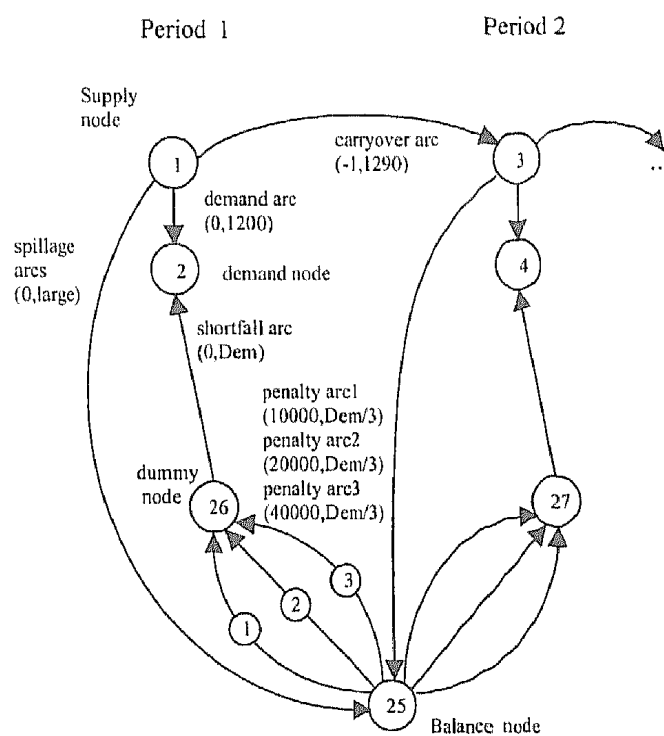 Period 1
Period 2
Supply
node
1
carryover arc
(-1,1290)
3
...
demand arc
(0,1200)
spillage
arcs
(0,large)
2
demand node
4
shortfall arc
(0,Dem)
penalty arc1
(10000,Dem/3)
penalty arc2
(20000,Dem/3)
penalty arc3
(40000,Dem/3)
dummy
node
26
27
3
2
1
25
Balance node